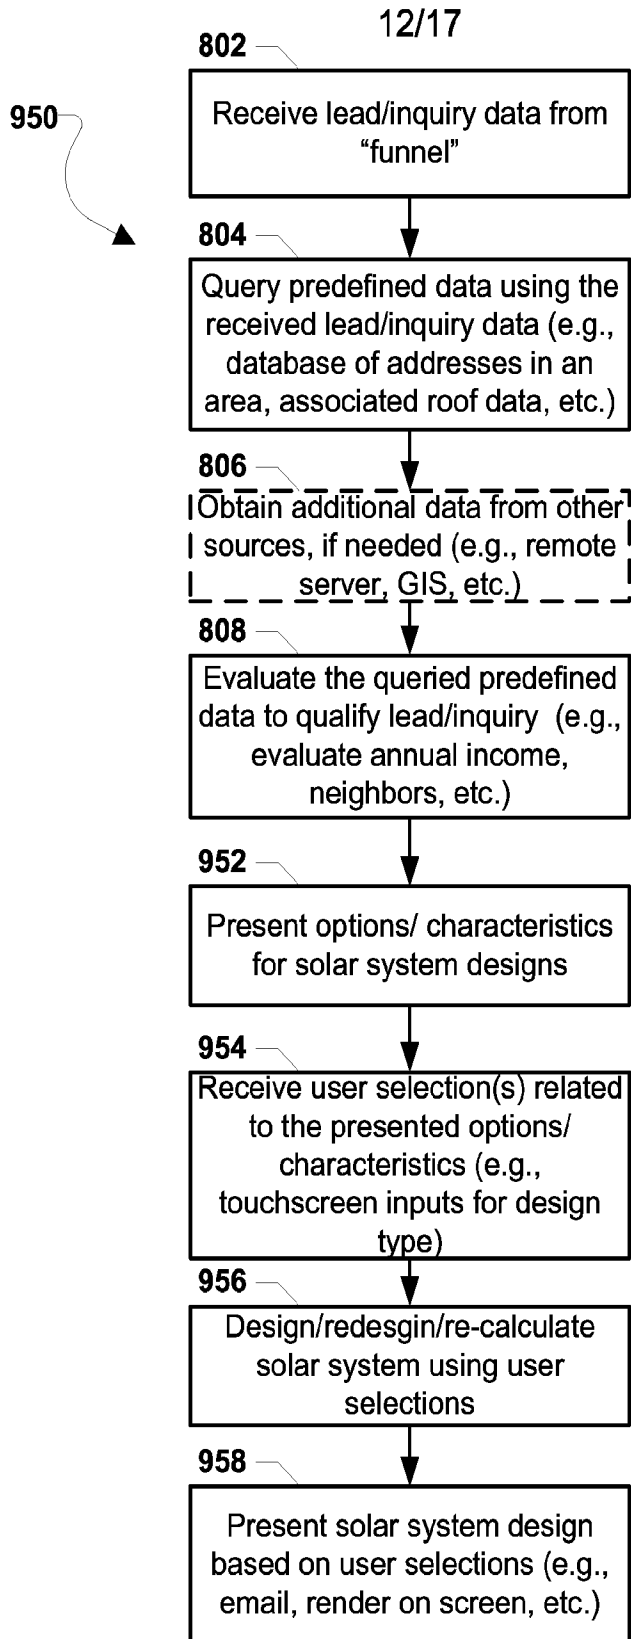 12/17
802
950
Receive lead/inquiry data from
“funnel”
804
Query predefined data using the
received lead/inquiry data (e.g.,
database of addresses in an
area, associated roof data, etc.)
806
Obtain additional data from other
sources, if needed (e.g., remote
server, GIS, etc.)
808
Evaluate the queried predefined
data to qualify lead/inquiry (e.g.,
evaluate annual income,
neighbors, etc.)
952
Present options/ characteristics
for solar system designs
954
Receive user selection(s) related
to the presented options/
characteristics (e.g.,
touchscreen inputs for design
type)
956
Design/redesgin/re-calculate
solar system using user
selections
958
Present solar system design
based on user selections (e.g.,
email, render on screen, etc.)